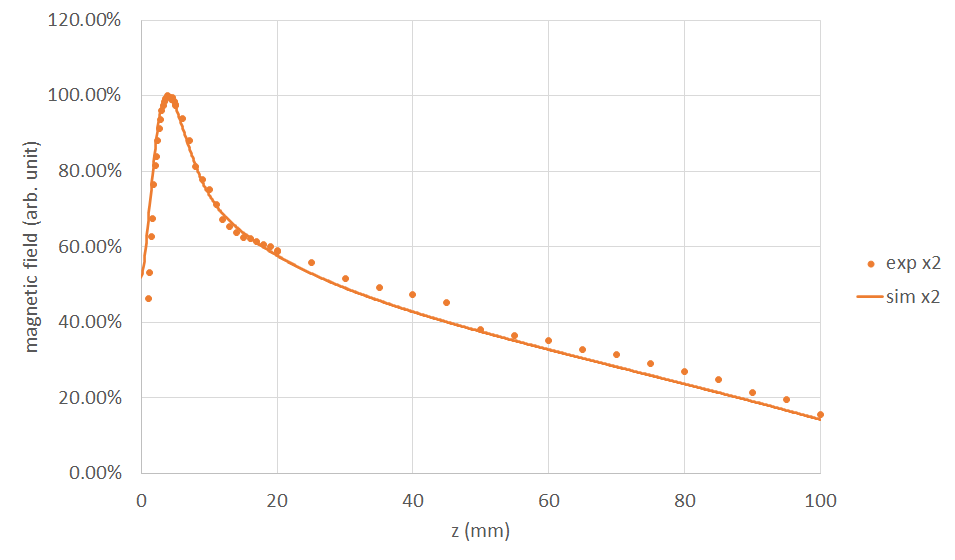 120.00%
100.00%
80.00%
60.00%
40.00%
20.00%
0.00%
magnetic field (arb. unit)
0 20 40 60 80 100
z (mm)
exp x2
sim x2